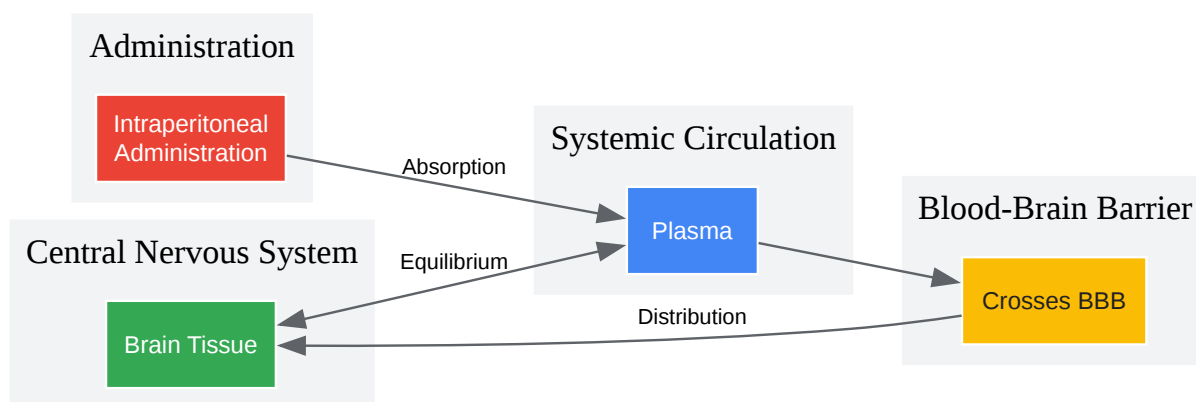 Administration
Intraperitoneal
Administration
Absorption
Systemic Circulation
Plasma
Blood-Brain Barrier
Crosses BBB
Central Nervous System
Equilibrium
Brain Tissue
Distribution